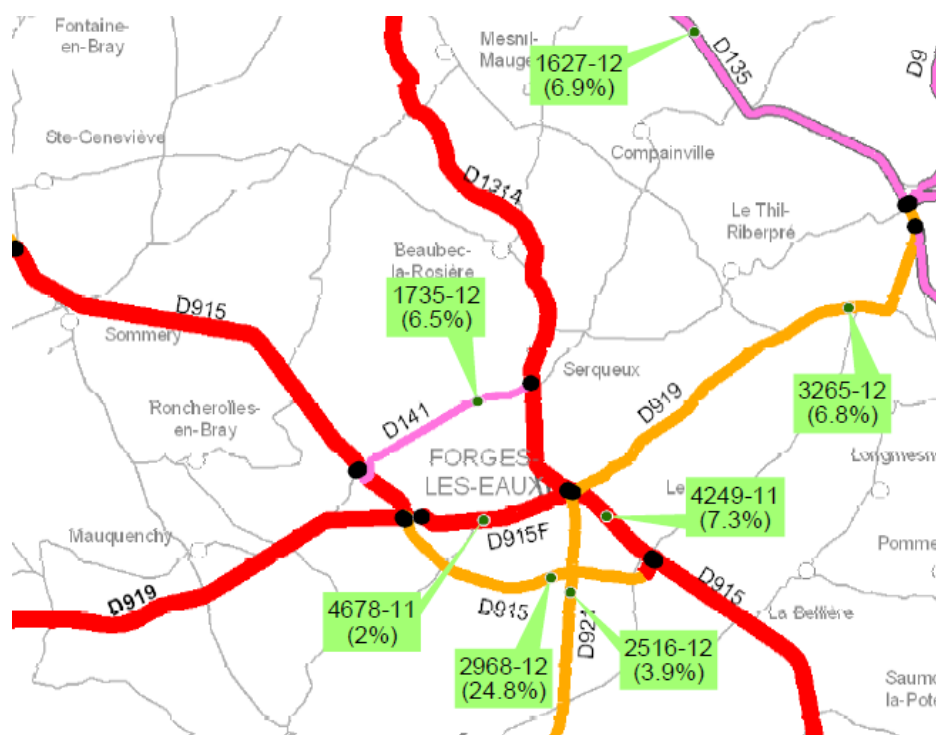 Fontaine-
en-Bray
Mesnil-
Mauge
1627-12
(6.9%)
D135
D9
Ste-Geneviève
Compainville
D1314
Le Thil-
Riberpré
Beaubec-
la-Rosière
1735-12
(6.5%)
D915
Sommery
Serqueux
D919
3265-12
(6.8%)
Roncherolles-
en-Bray
D141
FORGES-
LES-EAUX
Le
4249-11
(7.3%)
Longmesn
Mauquenchy
D915F
Pomme
D919
4678-11
(2%)
D915
D921
D915
La Bellière
2968-12
(24.8%)
2516-12
(3.9%)
Saumo
la-Pote